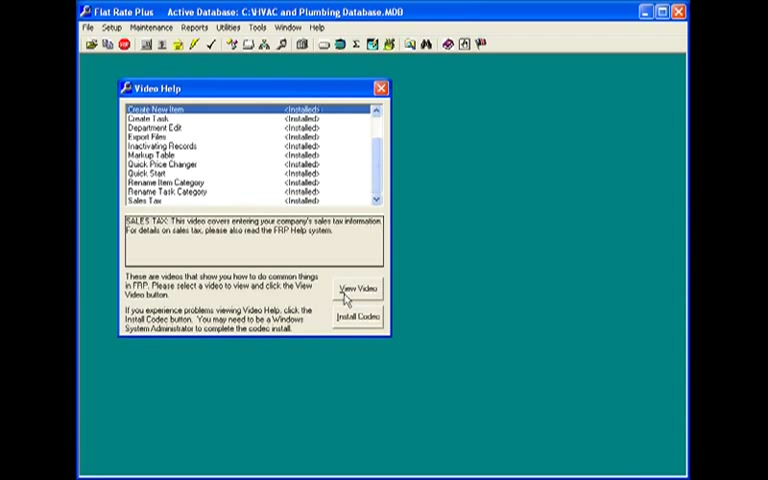 Flat Rate Plus Active Database: C:\HVAC and Plumbing Database.MDB
File Setup Maintenance Reports Utilities Tools Window Help
Video Help
Create New Item <Installed>
Create Task <Installed>
Department Edit <Installed>
Export Files <Installed>
Inactivating Records <Installed>
Markup Table <Installed>
Quick Price Changer <Installed>
Quick Start <Installed>
Rename Item Category <Installed>
Rename Task Category <Installed>
Sales Tax <Installed>
SALES TAX: This video covers entering your company's sales tax information.
For details on sales tax, please also read the FRP Help system.
These are videos that show you how to do common things
in FRP. Please select a video to view and click the View
Video button.
View Video
If you experience problems viewing Video Help, click the
Install Codec button. You may need to be a Windows
System Administrator to complete the codec install.
Install Codec